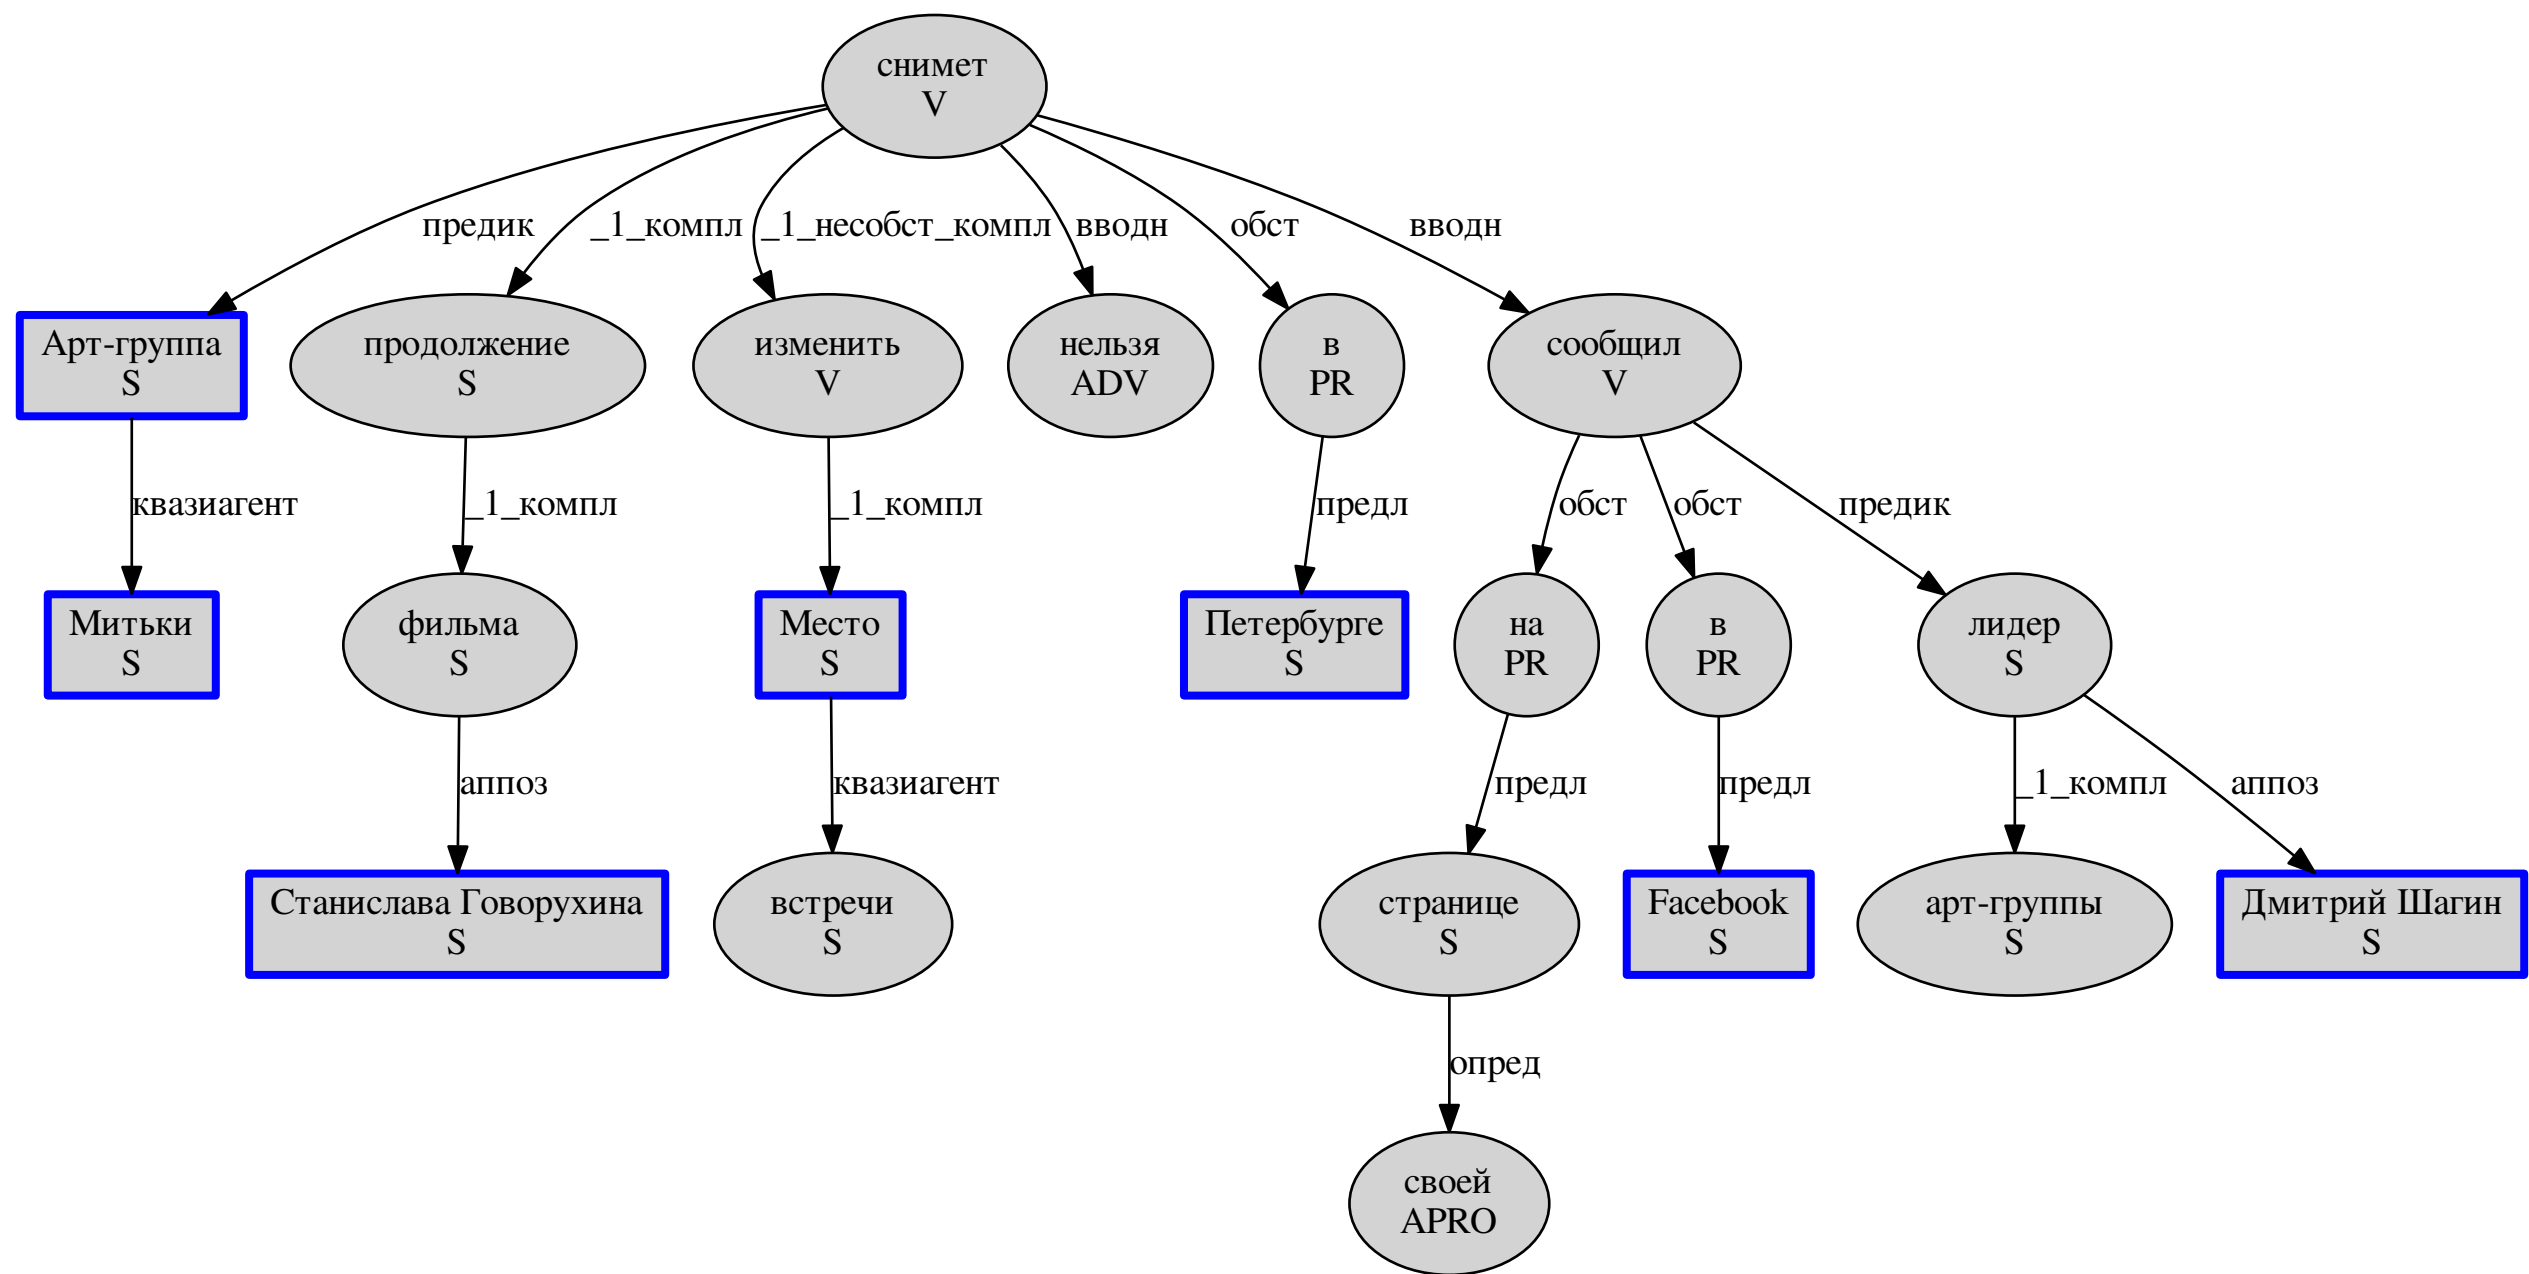 снимет
V
предик
_1_компл
_1_несобст_компл
вводн
обст
вводн
Арт-группа
S
продолжение
S
изменить
V
нельзя
ADV
в
PR
сообщил
V
квазиагент
_1_компл
_1_компл
предл
обст
обст
предик
Митьки
S
фильма
S
Место
S
Петербурге
S
на
PR
в
PR
лидер
S
аппоз
квазиагент
предл
предл
_1_компл
аппоз
Станислава Говорухина
S
встречи
S
странице
S
Facebook
S
арт-группы
S
Дмитрий Шагин
S
опред
своей
APRO